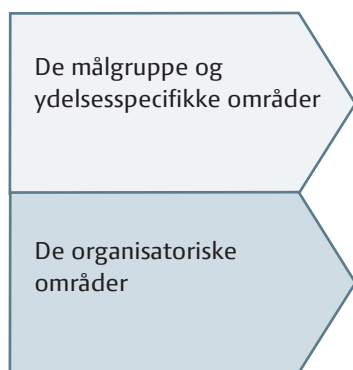 De målgruppe og
ydelsesspecifikke områder
De organisatoriske
områder